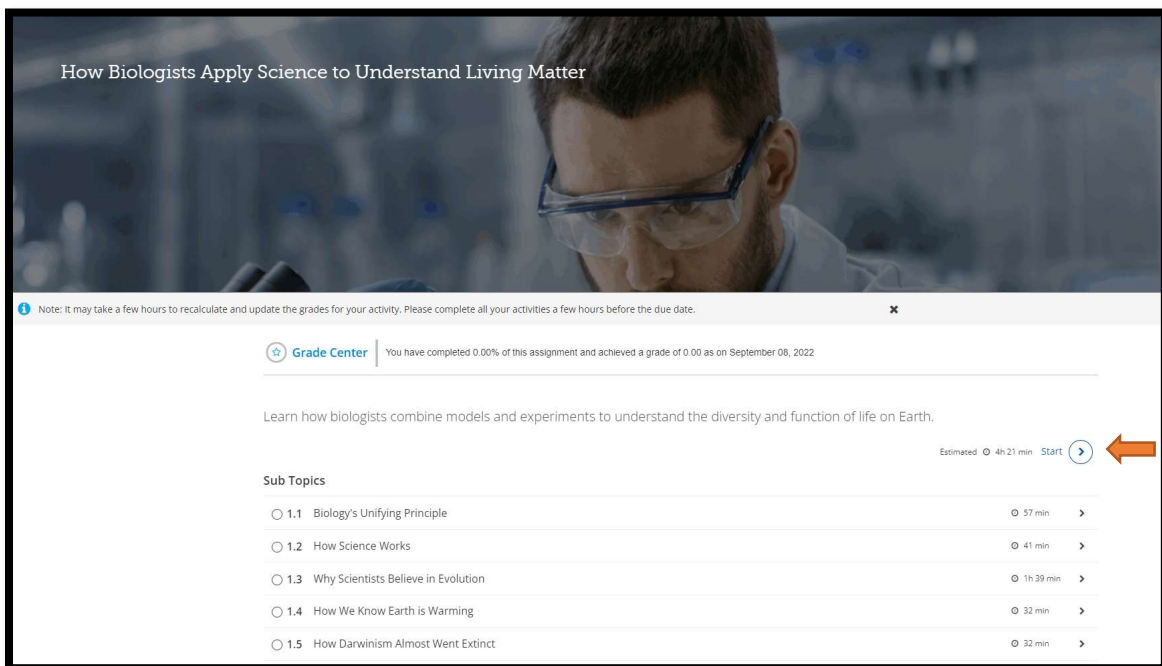 How Biologists Apply Science to Understand Living Matter
Note: It may take a few hours to recalculate and update the grades for your activity. Please complete all your activities a few hours before the due date.
Grade Center
You have completed 0.00% of this assignment and achieved a grade of 0.00 as on September 08, 2022
Learn how biologists combine models and experiments to understand the diversity and function of life on Earth.
Estimated 4h 21 min Start
Sub Topics
1.1 Biology's Unifying Principle 57 min
1.2 How Science Works 41 min
1.3 Why Scientists Believe in Evolution 1h 39 min
1.4 How We Know Earth is Warming 32 min
1.5 How Darwinism Almost Went Extinct 32 min